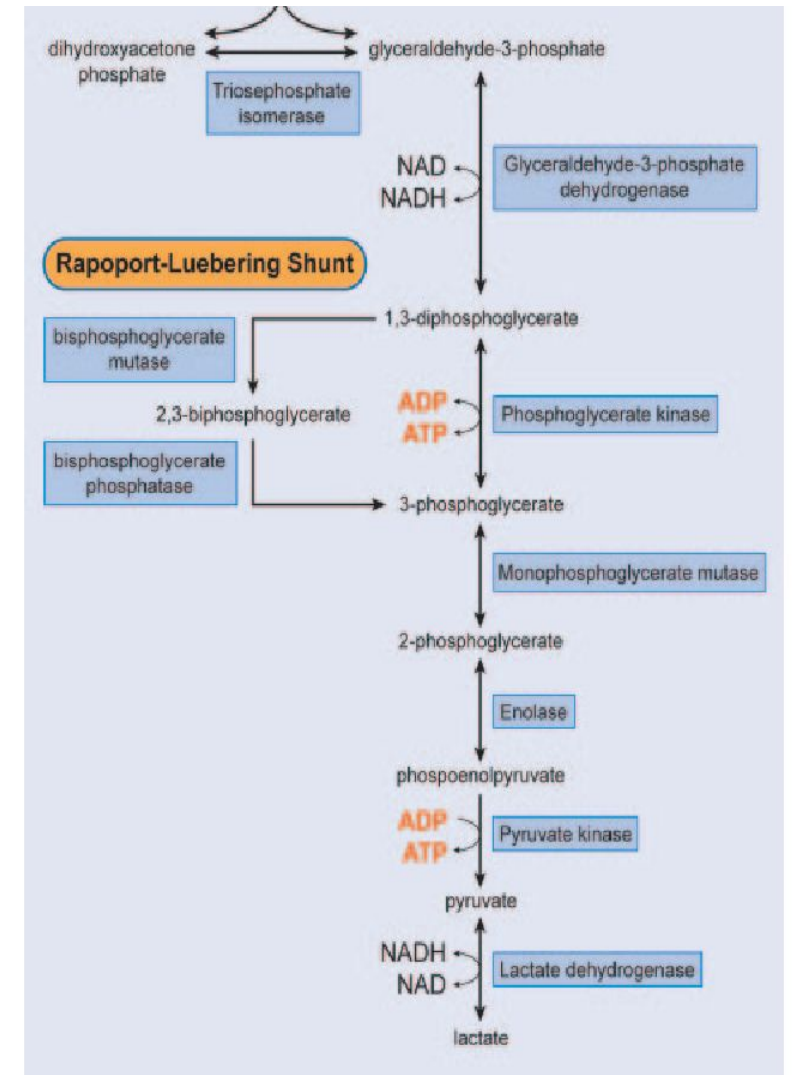 dihydroxyacetone
phosphate
glyceraldehyde-3-phosphate
Triosephosphate
isomerase
NAD
NADH
Glyceraldehyde-3-phosphate
dehydrogenase
Rapoport-Luebering Shunt
1,3-diphosphoglycerate
bisphosphoglycerate
mutase
2,3-biphosphoglycerate
ADP
ATP
Phosphoglycerate kinase
bisphosphoglycerate
phosphatase
3-phosphoglycerate
Monophosphoglycerate mutase
2-phosphoglycerate
Enolase
phospoenolpyruvate
ADP
ATP
Pyruvate kinase
pyruvate
NADH
NAD
Lactate dehydrogenase
lactate